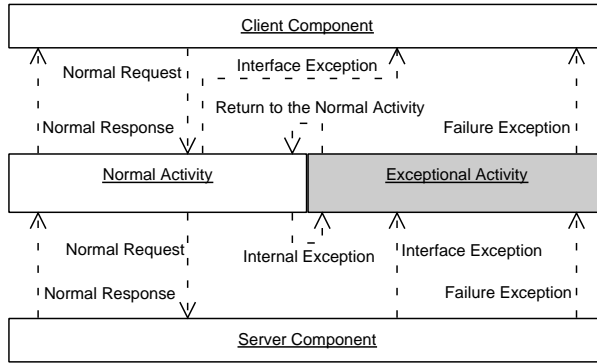 Client Component
Normal Request
Interface Exception
Return to the Normal Activity
Normal Response
Failure Exception
Normal Activity
Exceptional Activity
Normal Request
Internal Exception
Interface Exception
Normal Response
Failure Exception
Server Component